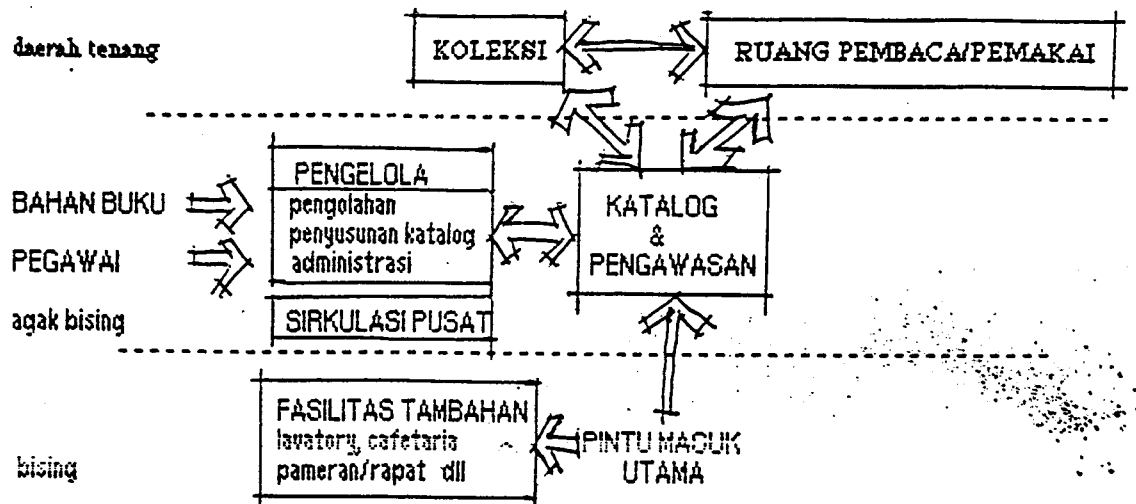 daerah tenang
KOLEKSI
RUANG PEMBACA/PEMAKAI
BAHAN BUKU
PEGAWAI
agak bising
PENGELOLA
pengolahan
penyusunan katalog
administrasi
SIRKULASI PUSAT
KATALOG
&
PENGAWASAN
bising
FASILITAS TAMBAHAN
lavatory, cafetaria
pameran/rapat dll
PINTU MASUK
UTAMA